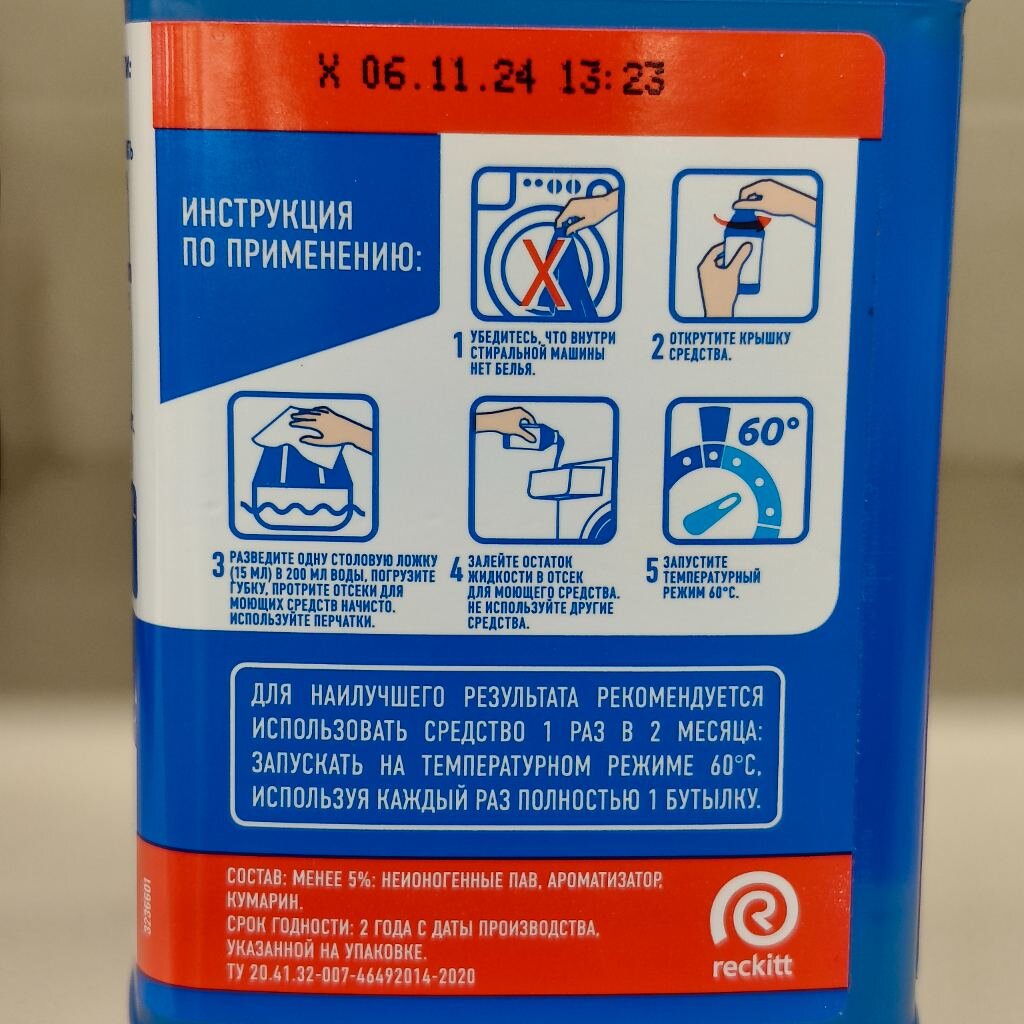 X 06.11.24 13:23
ИНСТРУКЦИЯ
ПО ПРИМЕНЕНИЮ:
X
1 УБЕДИТЕСЬ, ЧТО ВНУТРИ
СТИРАЛЬНОЙ МАШИНЫ
НЕТ БЕЛЬЯ.
2 ОТКРУТИТЕ КРЫШКУ
СРЕДСТВА.
3 РАЗВЕДИТЕ ОДНУ СТОЛОВУЮ ЛОЖКУ
(15 МЛ) В 200 МЛ ВОДЫ, ПОГРУЗИТЕ
ГУБКУ, ПРОТРИТЕ ОТСЕКИ ДЛЯ
МОЮЩИХ СРЕДСТВ НАЧИСТО.
ИСПОЛЬЗУЙТЕ ПЕРЧАТКИ.
4 ЗАЛЕЙТЕ ОСТАТОК
ЖИДКОСТИ В ОТСЕК
ДЛЯ МОЮЩЕГО СРЕДСТВА.
НЕ ИСПОЛЬЗУЙТЕ ДРУГИЕ
СРЕДСТВА.
60°
5 ЗАПУСТИТЕ
ТЕМПЕРАТУРНЫЙ
РЕЖИМ 60°С.
ДЛЯ НАИЛУЧШЕГО РЕЗУЛЬТАТА РЕКОМЕНДУЕТСЯ
ИСПОЛЬЗОВАТЬ СРЕДСТВО 1 РАЗ В 2 МЕСЯЦА:
ЗАПУСКАТЬ НА ТЕМПЕРАТУРНОМ РЕЖИМЕ 60°С,
ИСПОЛЬЗУЯ КАЖДЫЙ РАЗ ПОЛНОСТЬЮ 1 БУТЫЛКУ.
СОСТАВ: МЕНЕЕ 5%: НЕИОНОГЕННЫЕ ПАВ, АРОМАТИЗАТОР,
КУМАРИН.
СРОК ГОДНОСТИ: 2 ГОДА С ДАТЫ ПРОИЗВОДСТВА,
УКАЗАННОЙ НА УПАКОВКЕ.
ТУ 20.41.32-007-46492014-2020
reckitt
3236601